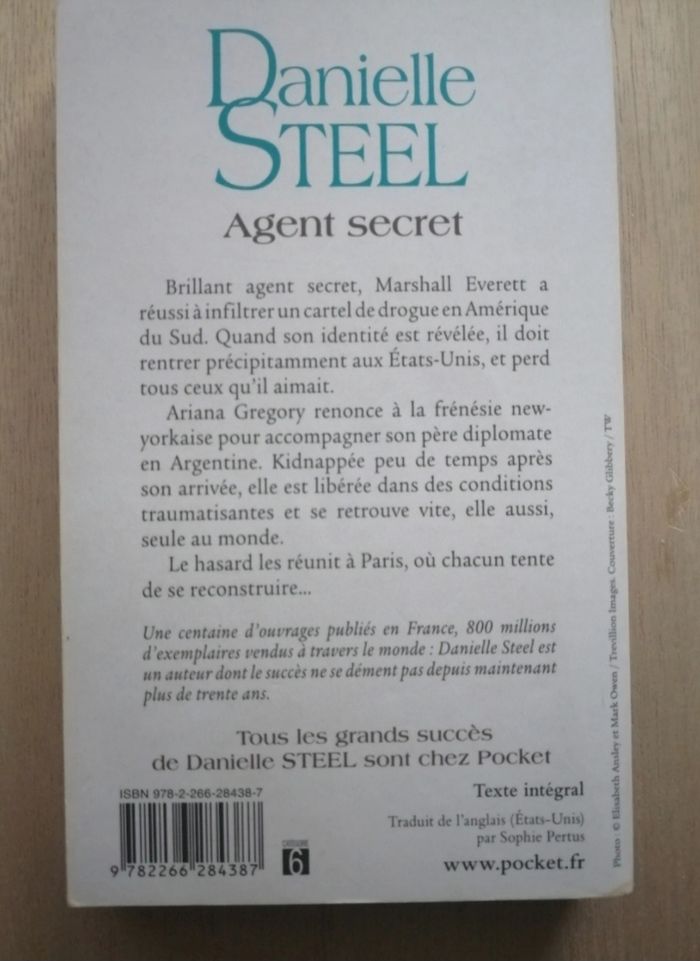 Danielle
STEEL
Agent secret
Brillant agent secret, Marshall Everett a
réussi à infiltrer un cartel de drogue en Amérique
du Sud. Quand son identité est révélée, il doit
rentrer précipitamment aux États-Unis, et perd
tous ceux qu'il aimait.
Ariana Gregory renonce à la frénésie new-
yorkaise pour accompagner son père diplomate
en Argentine. Kidnappée peu de temps après
son arrivée, elle est libérée dans des conditions
traumatisantes et se retrouve vite, elle aussi,
seule au monde.
Le hasard les réunit à Paris, où chacun tente
de se reconstruire...
Une centaine d'ouvrages publiés en France, 800 millions
d'exemplaires vendus à travers le monde : Danielle Steel est
un auteur dont le succès ne se dément pas depuis maintenant
plus de trente ans.
Tous les grands succès
de Danielle STEEL sont chez Pocket
ISBN 978-2-266-28438-7
9 782266 284387
CATÉGORIE
6
Texte intégral
Traduit de l'anglais (États-Unis)
par Sophie Pertus
www.pocket.fr
Photo : © Elisabeth Ansley et Mark Owen / Trevillion Images. Couverture : Becky Glibbery / TW